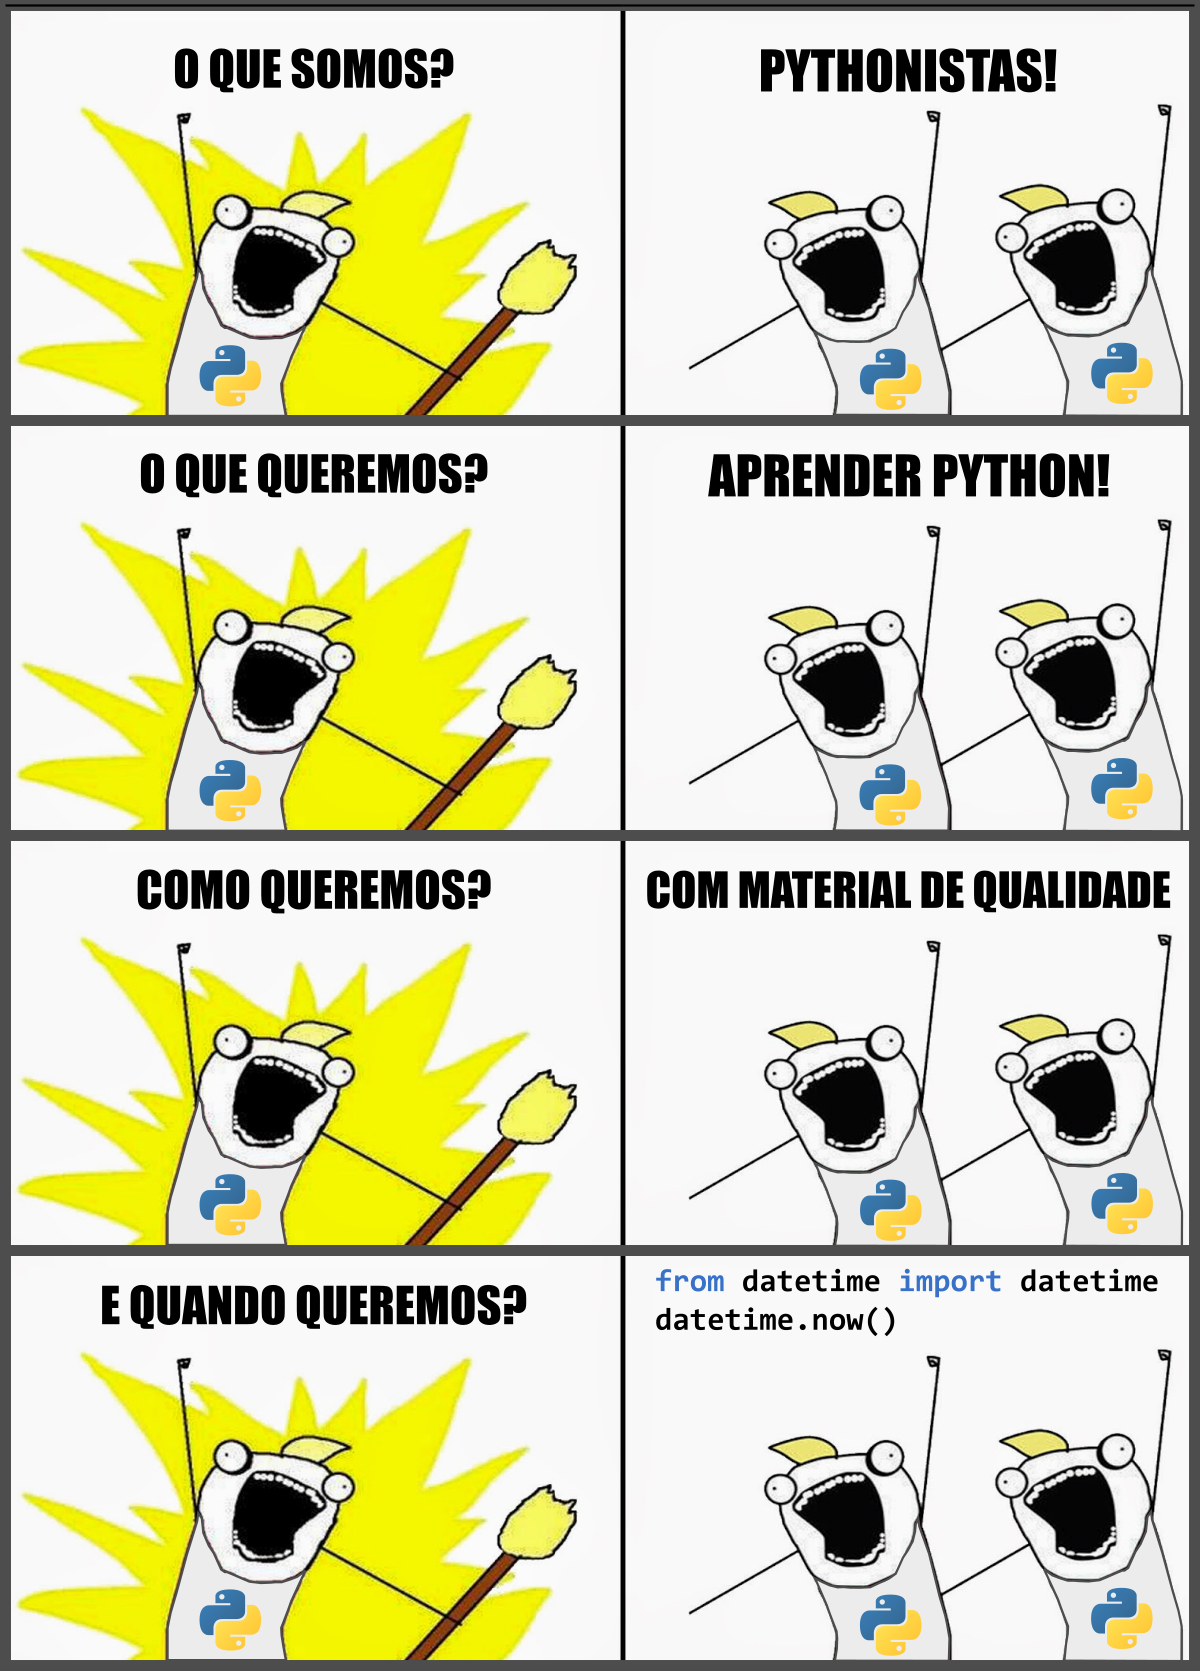 O QUE SOMOS?
PYTHONISTAS!
O QUE QUEREMOS?
APRENDER PYTHON!
COMO QUEREMOS?
COM MATERIAL DE QUALIDADE
E QUANDO QUEREMOS?
from datetime import datetime
datetime.now()